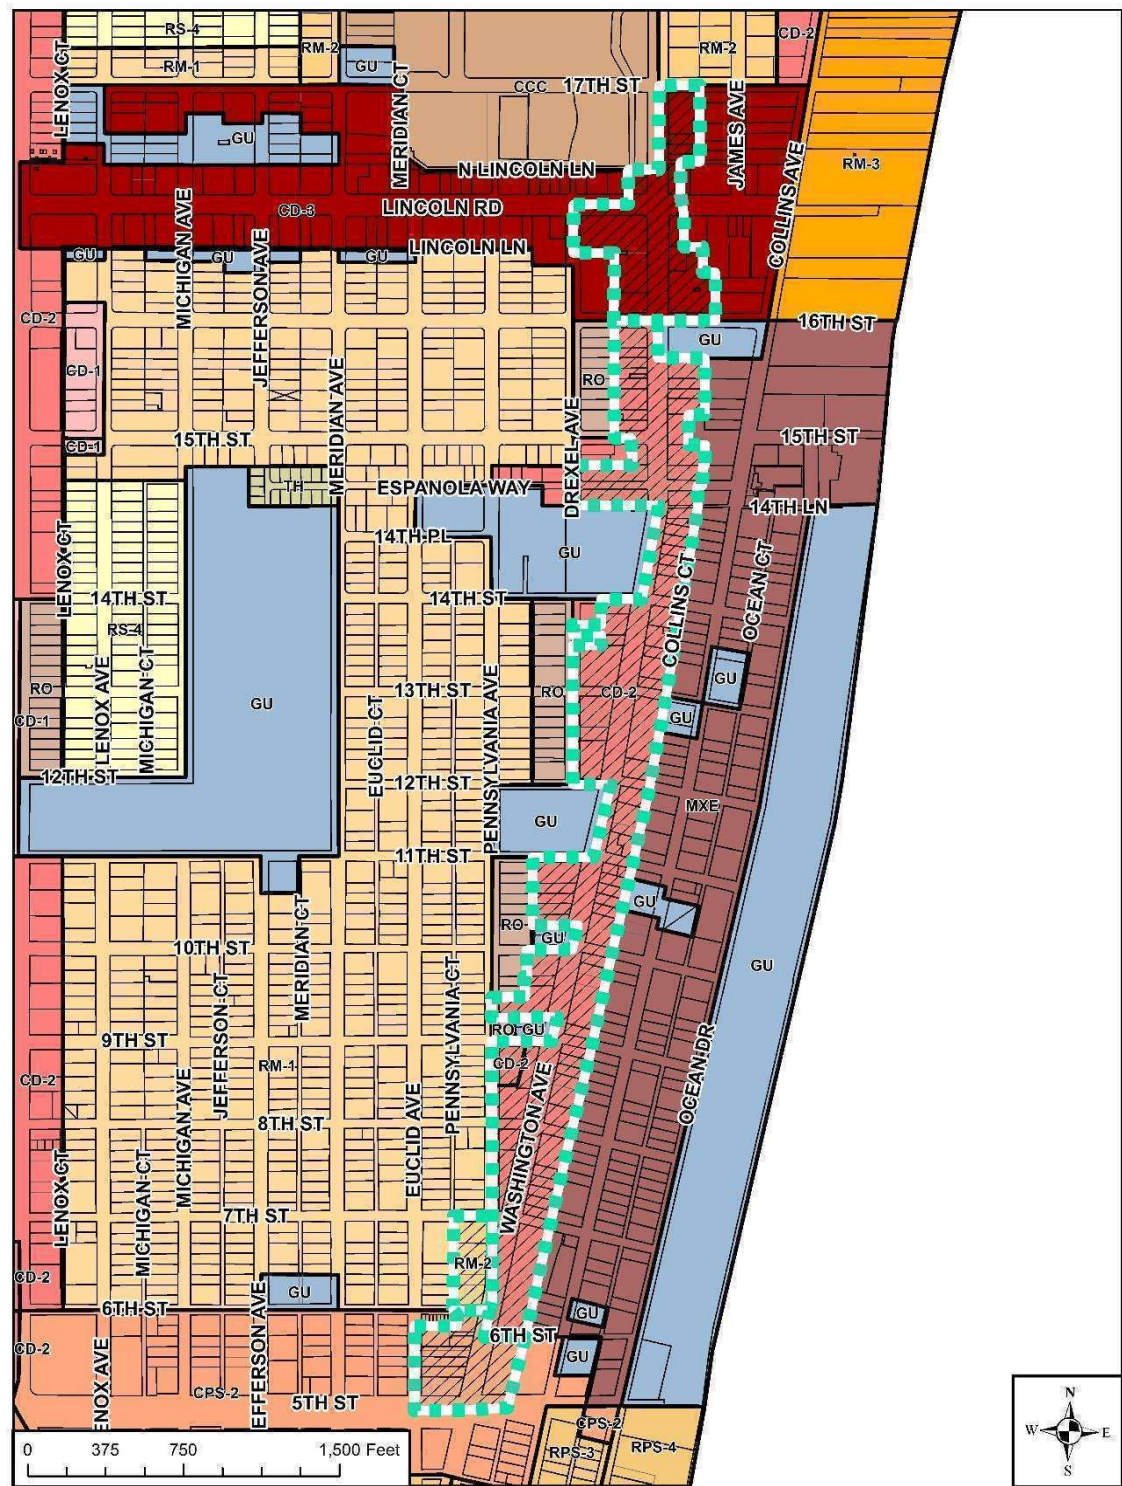 RS-4
RM-2
CD-2
RM-2
RM-1
GU
MERIDIAN CT
CCC
17TH ST
LENOX CT
JAMES AVE
GU
N LINCOLN LN
RM-3
COLLINS AVE
CD-3
LINCOLN RD
MICHIGAN AVE
JEFFERSON AVE
LINCOLN LN
GU
GU
GU
CD-2
16TH ST
GU
CD-1
RO
MERIDIAN AVE
DREXEL AVE
15TH ST
15TH ST
CD-1
TH
ESPANOLA WAY
14TH LN
14TH PL
GU
LENOX CT
COLLINS CT
OCEAN CT
14TH ST
14TH ST
RS-4
RO
LENOX AVE
MICHIGAN CT
GU
EUCLID CT
13TH ST
PENNSYLVANIA AVE
RO
CD-2
GU
GU
CD-1
12TH ST
12TH ST
MXE
GU
11TH ST
GU
RO
GU
10TH ST
MERIDIAN CT
PENNSYLVANIA CT
GU
JEFFERSON CT
9TH ST
RO
GU
CD-2
CD-2
RM-1
OCEAN DR
MICHIGAN AVE
EUCLID AVE
8TH ST
WASHINGTON AVE
LENOX CT
MICHIGAN CT
7TH ST
RM-2
CD-2
GU
GU
6TH ST
6TH ST
CD-2
GU
ENOX AVE
CPS-2
EFFERSON AVE
5TH ST
CPS-2
RPS-3
RPS-4
0 375 750 1,500 Feet
N
W E
S